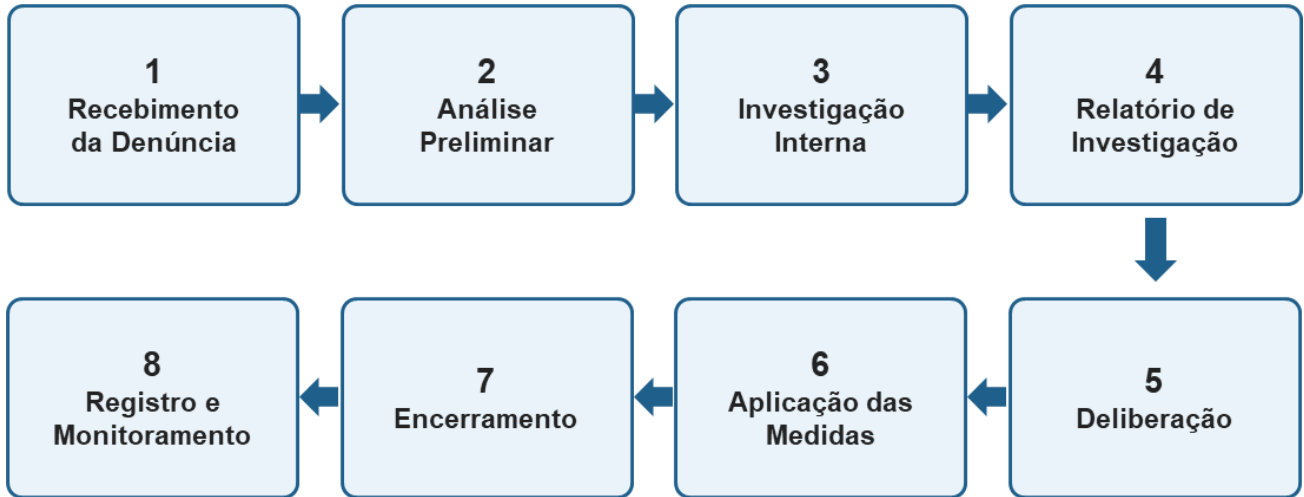 1
Recebimento
da Denúncia
2
Análise
Preliminar
3
Investigação
Interna
4
Relatório de
Investigação
5
Deliberação
6
Aplicação das
Medidas
7
Encerramento
8
Registro e
Monitoramento